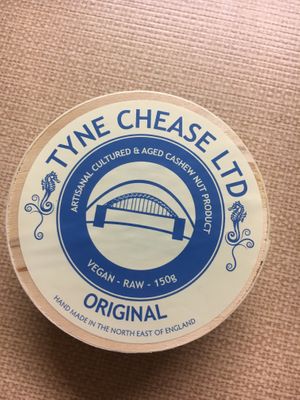 TYNE CHEASE LTD
ARTISANAL CULTURED & AGED CASHEW NUT PRODUCT
VEGAN - RAW - 150g
ORIGINAL
HAND MADE IN THE NORTH EAST OF ENGLAND